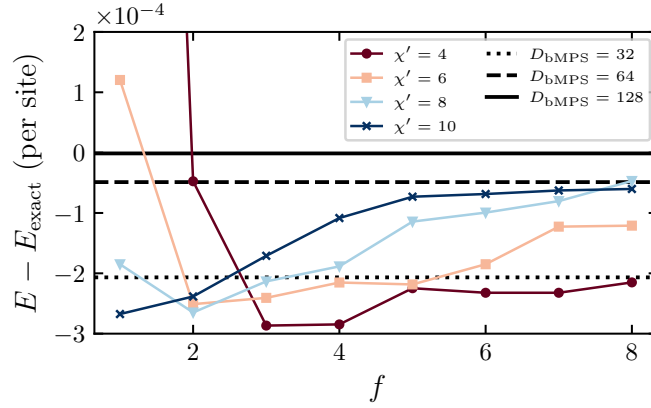 ×10⁻⁴
2
1
0
−1
−2
−3
E − E_exact (per site)
χ′ = 4
χ′ = 6
χ′ = 8
χ′ = 10
D_bMPS = 32
D_bMPS = 64
D_bMPS = 128
2
4
6
8
f